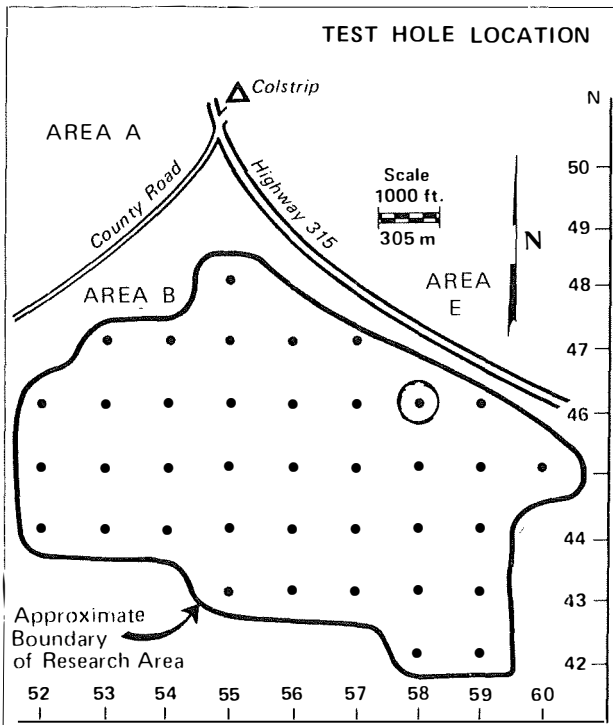 TEST HOLE LOCATION
Colstrip
N
AREA A
County Road
Highway 315
Scale
1000 ft.
305 m
N
AREA B
AREA
E
50
49
48
47
46
45
44
43
42
Approximate
Boundary
of Research Area
52 53 54 55 56 57 58 59 60